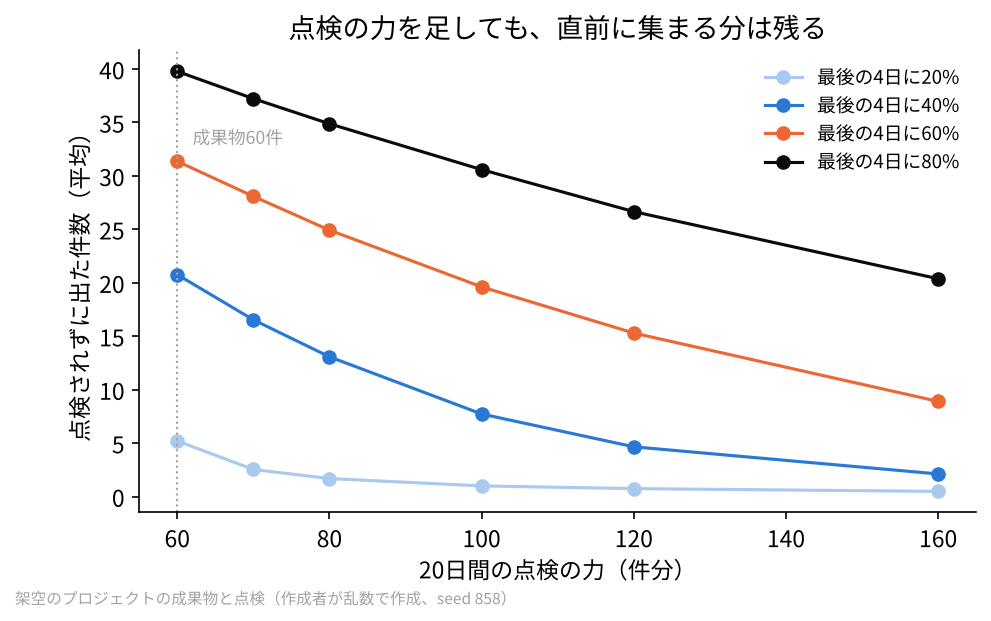 点検の力を足しても、直前に集まる分は残る
最後の4日に20%
最後の4日に40%
最後の4日に60%
最後の4日に80%
成果物60件
点検されずに出た件数（平均）
40
35
30
25
20
15
10
5
0
60
80
100
120
140
160
20日間の点検の力（件分）
架空のプロジェクトの成果物と点検（作成者が乱数で作成、seed 858）